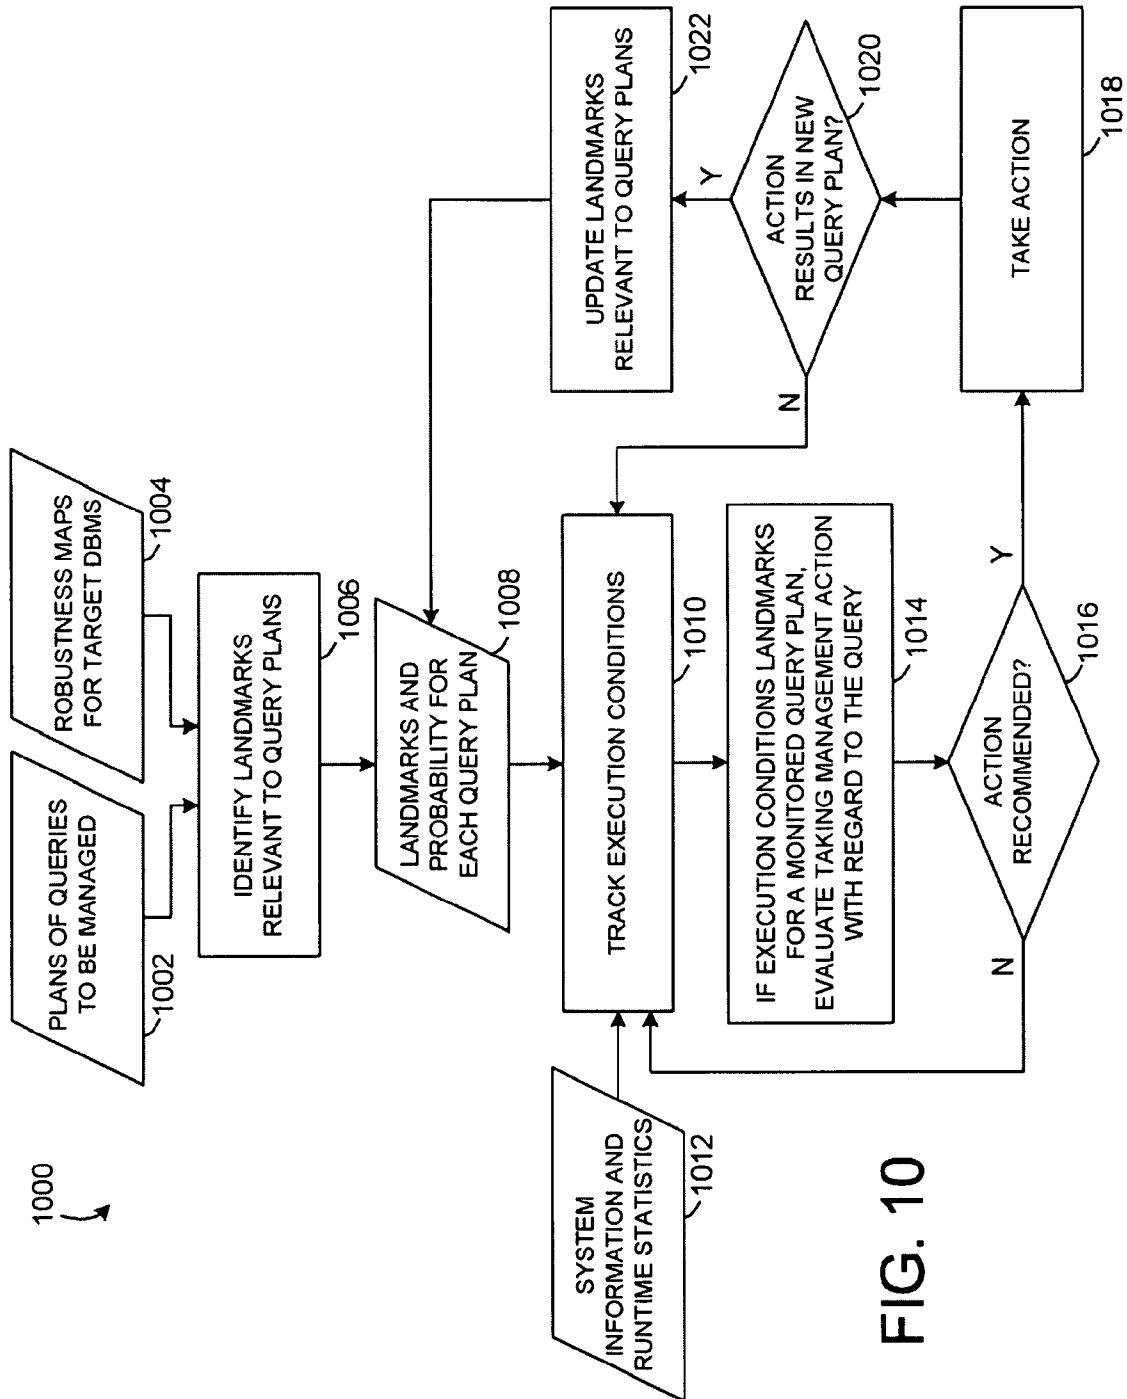 1000
PLANS OF QUERIES
TO BE MANAGED
1002
ROBUSTNESS MAPS
FOR TARGET DBMS
1004
IDENTIFY LANDMARKS
RELEVANT TO QUERY PLANS
1006
LANDMARKS AND
PROBABILITY FOR
EACH QUERY PLAN
1008
SYSTEM
INFORMATION AND
RUNTIME STATISTICS
1012
TRACK EXECUTION CONDITIONS
1010
IF EXECUTION CONDITIONS LANDMARKS
FOR A MONITORED QUERY PLAN,
EVALUATE TAKING MANAGEMENT ACTION
WITH REGARD TO THE QUERY
1014
ACTION
RECOMMENDED?
1016
N
Y
TAKE ACTION
1018
ACTION
RESULTS IN NEW
QUERY PLAN?
1020
N
Y
UPDATE LANDMARKS
RELEVANT TO QUERY PLANS
1022
FIG. 10